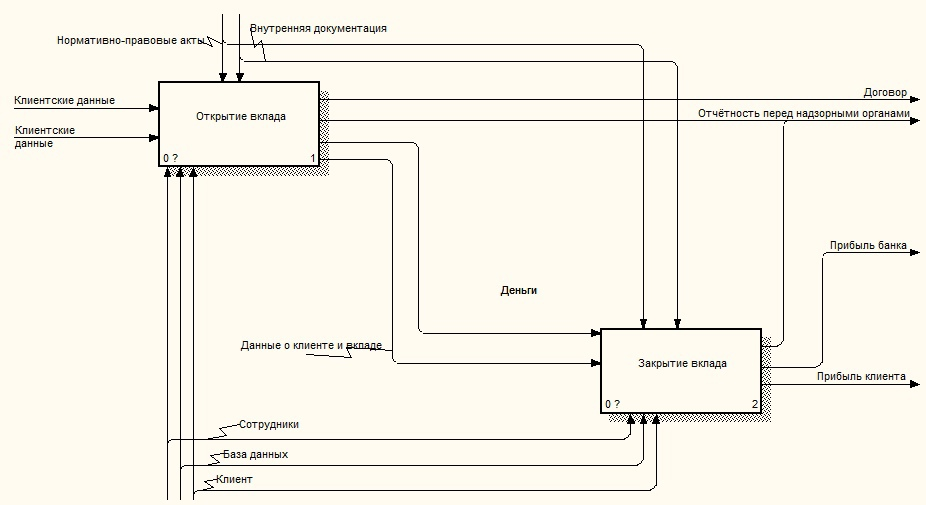 Внутренняя документация
Нормативно-правовые акты
Клиентские данные
Клиентские
данные
Открытие вклада
0 ?
1
Договор
Отчётность перед надзорными органами
Прибыль банка
Деньги
Данные о клиенте и вкладе
Закрытие вклада
0 ?
2
Прибыль клиента
Сотрудники
База данных
Клиент